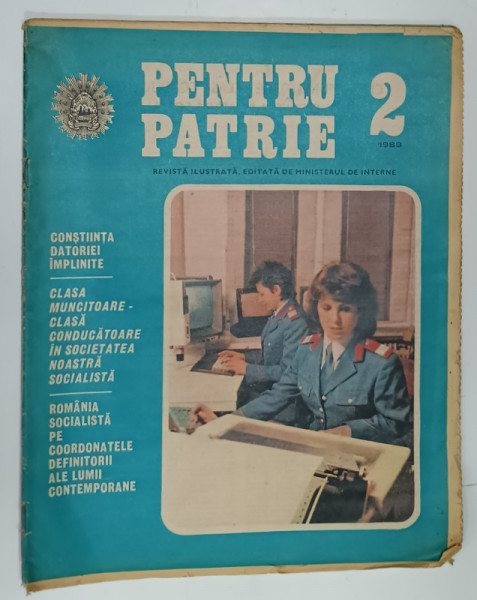 PENTRU
PATRIE
2
1989
REVISTĂ ILUSTRATĂ, EDITATĂ DE MINISTERUL DE INTERNE
CONȘTIINȚA
DATORIEI
ÎMPLINITE
CLASA
MUNCITOARE -
CLASĂ
CONDUCĂTOARE
ÎN SOCIETATEA
NOASTRĂ
SOCIALISTĂ
ROMÂNIA
SOCIALISTĂ
PE
COORDONATELE
DEFINITORII
ALE LUMII
CONTEMPORANE